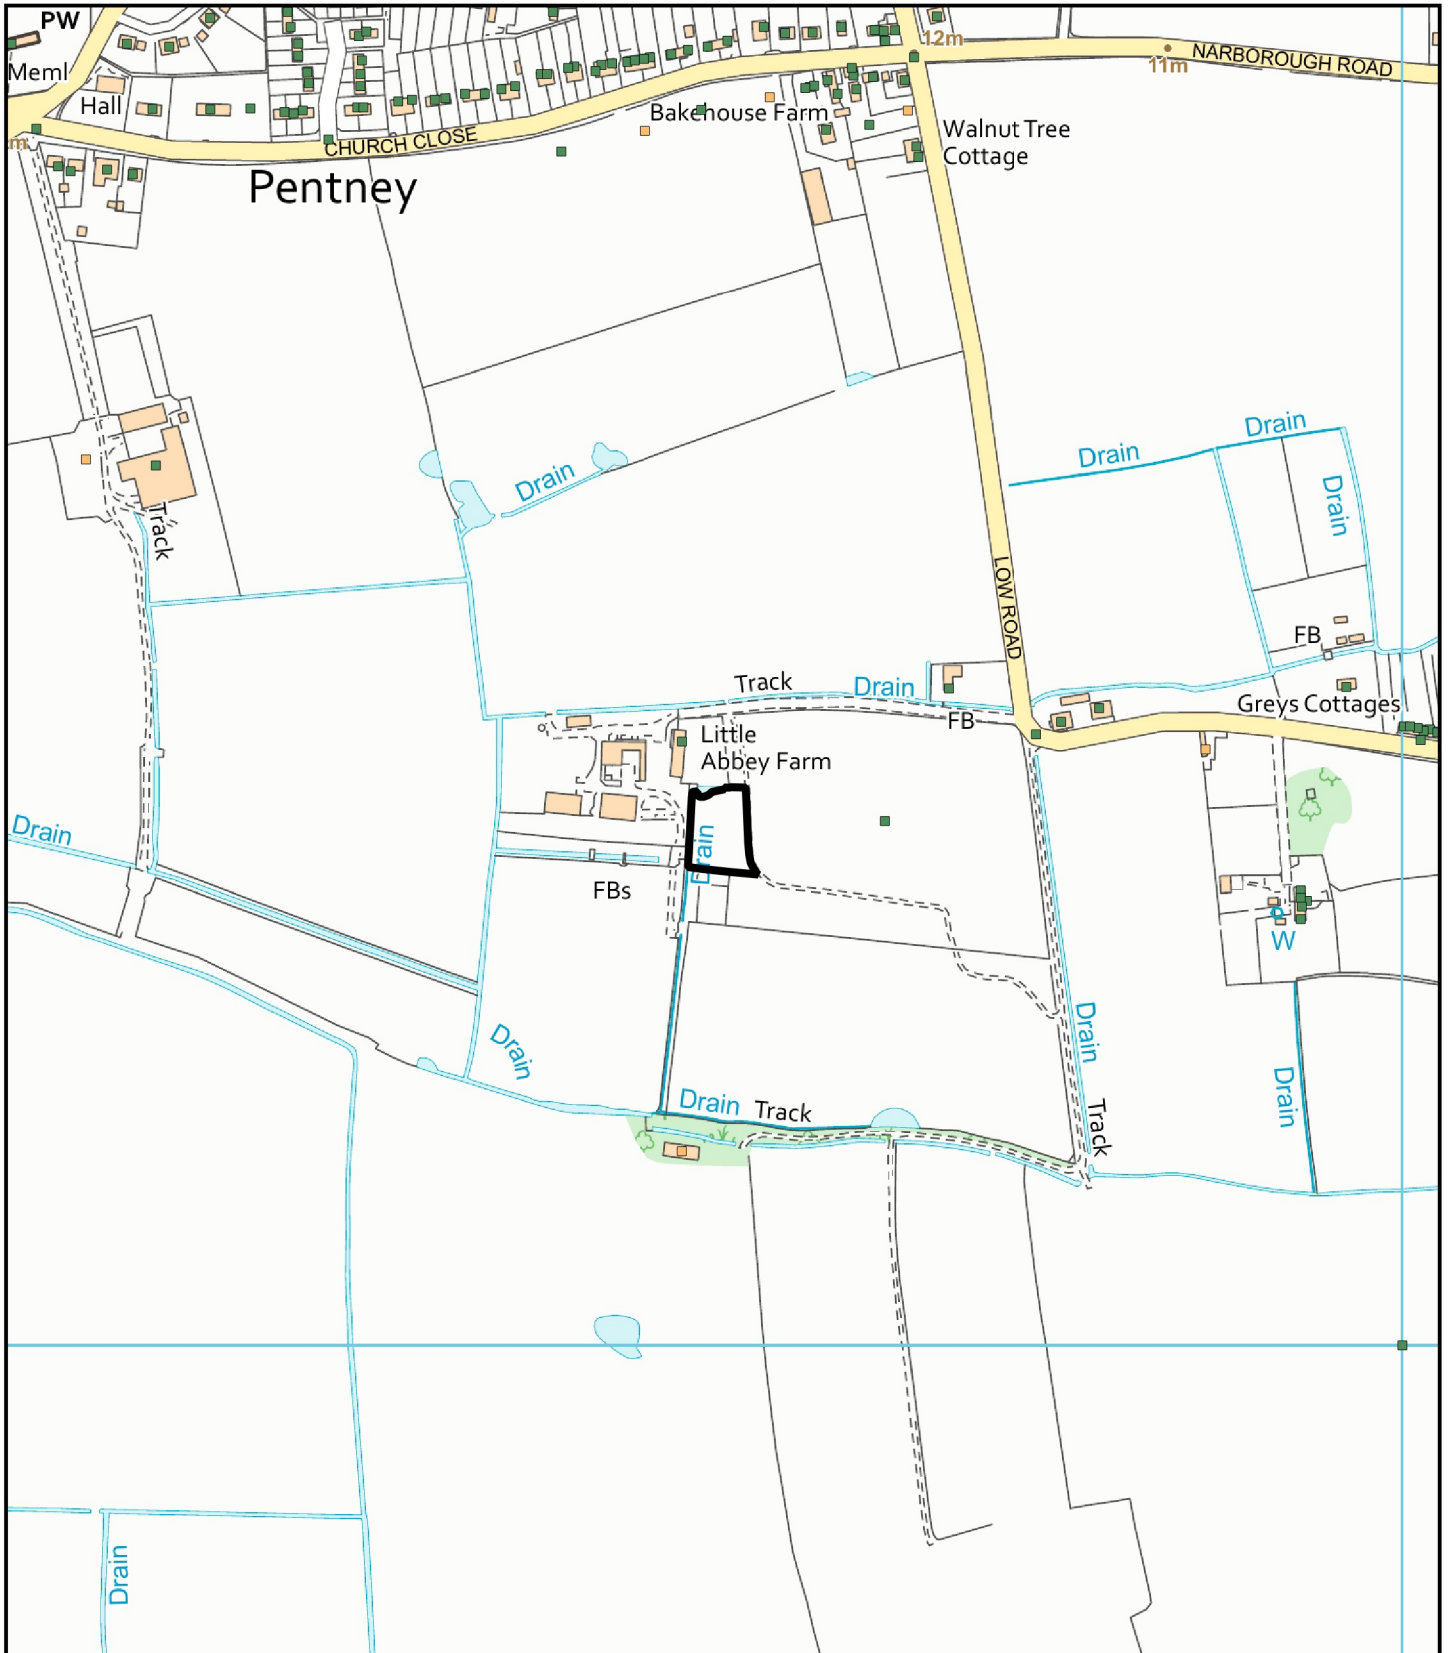 PW
12m
NARBOROUGH ROAD
11m
Meml
Hall
Bakehouse Farm
Walnut Tree
Cottage
m
CHURCH CLOSE
Pentney
Drain
Drain
Drain
Drain
Track
LOW ROAD
FB
Track
Drain
Greys Cottages
FB
Little
Abbey Farm
Drain
Drain
FBs
W
Drain
Drain
Drain
Drain
Track
Track
Drain